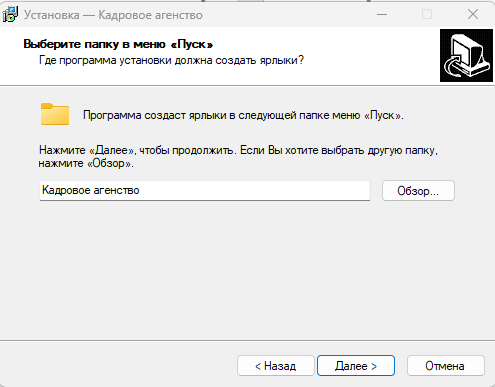 Установка — Кадровое агенство
Выберите папку в меню «Пуск»
Где программа установки должна создать ярлыки?
Программа создаст ярлыки в следующей папке меню «Пуск».
Нажмите «Далее», чтобы продолжить. Если Вы хотите выбрать другую папку,
нажмите «Обзор».
Кадровое агенство
Обзор...
< Назад
Далее >
Отмена